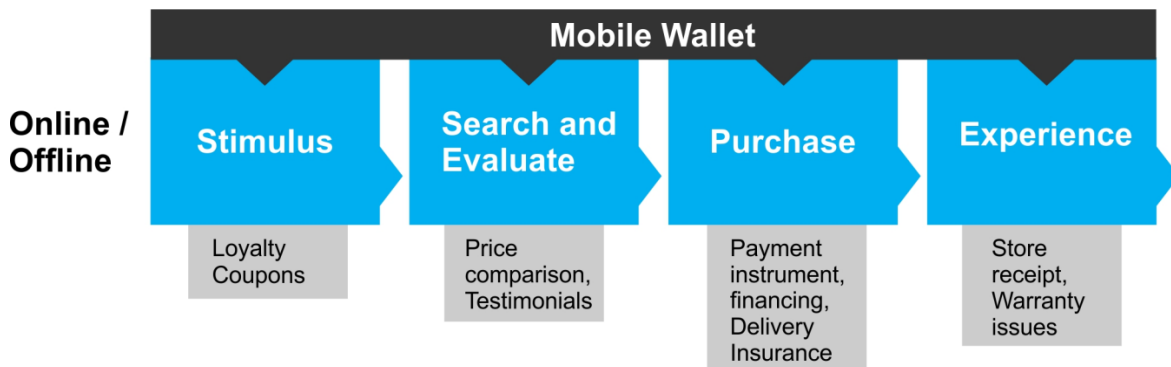 Mobile Wallet
Online /
Offline
Stimulus
Search and
Evaluate
Purchase
Experience
Loyalty
Coupons
Price
comparison,
Testimonials
Payment
instrument,
financing,
Delivery
Insurance
Store
receipt,
Warranty
issues